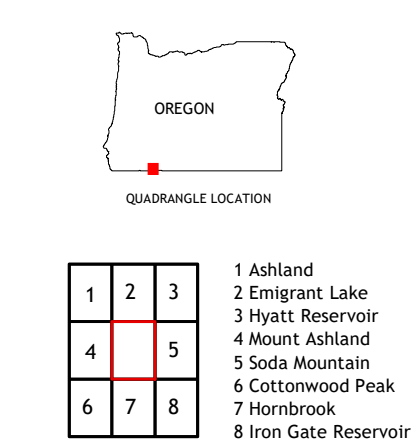 OREGON
QUADRANGLE LOCATION
1 2 3
4 5
6 7 8
1 Ashland
2 Emigrant Lake
3 Hyatt Reservoir
4 Mount Ashland
5 Soda Mountain
6 Cottonwood Peak
7 Hornbrook
8 Iron Gate Reservoir